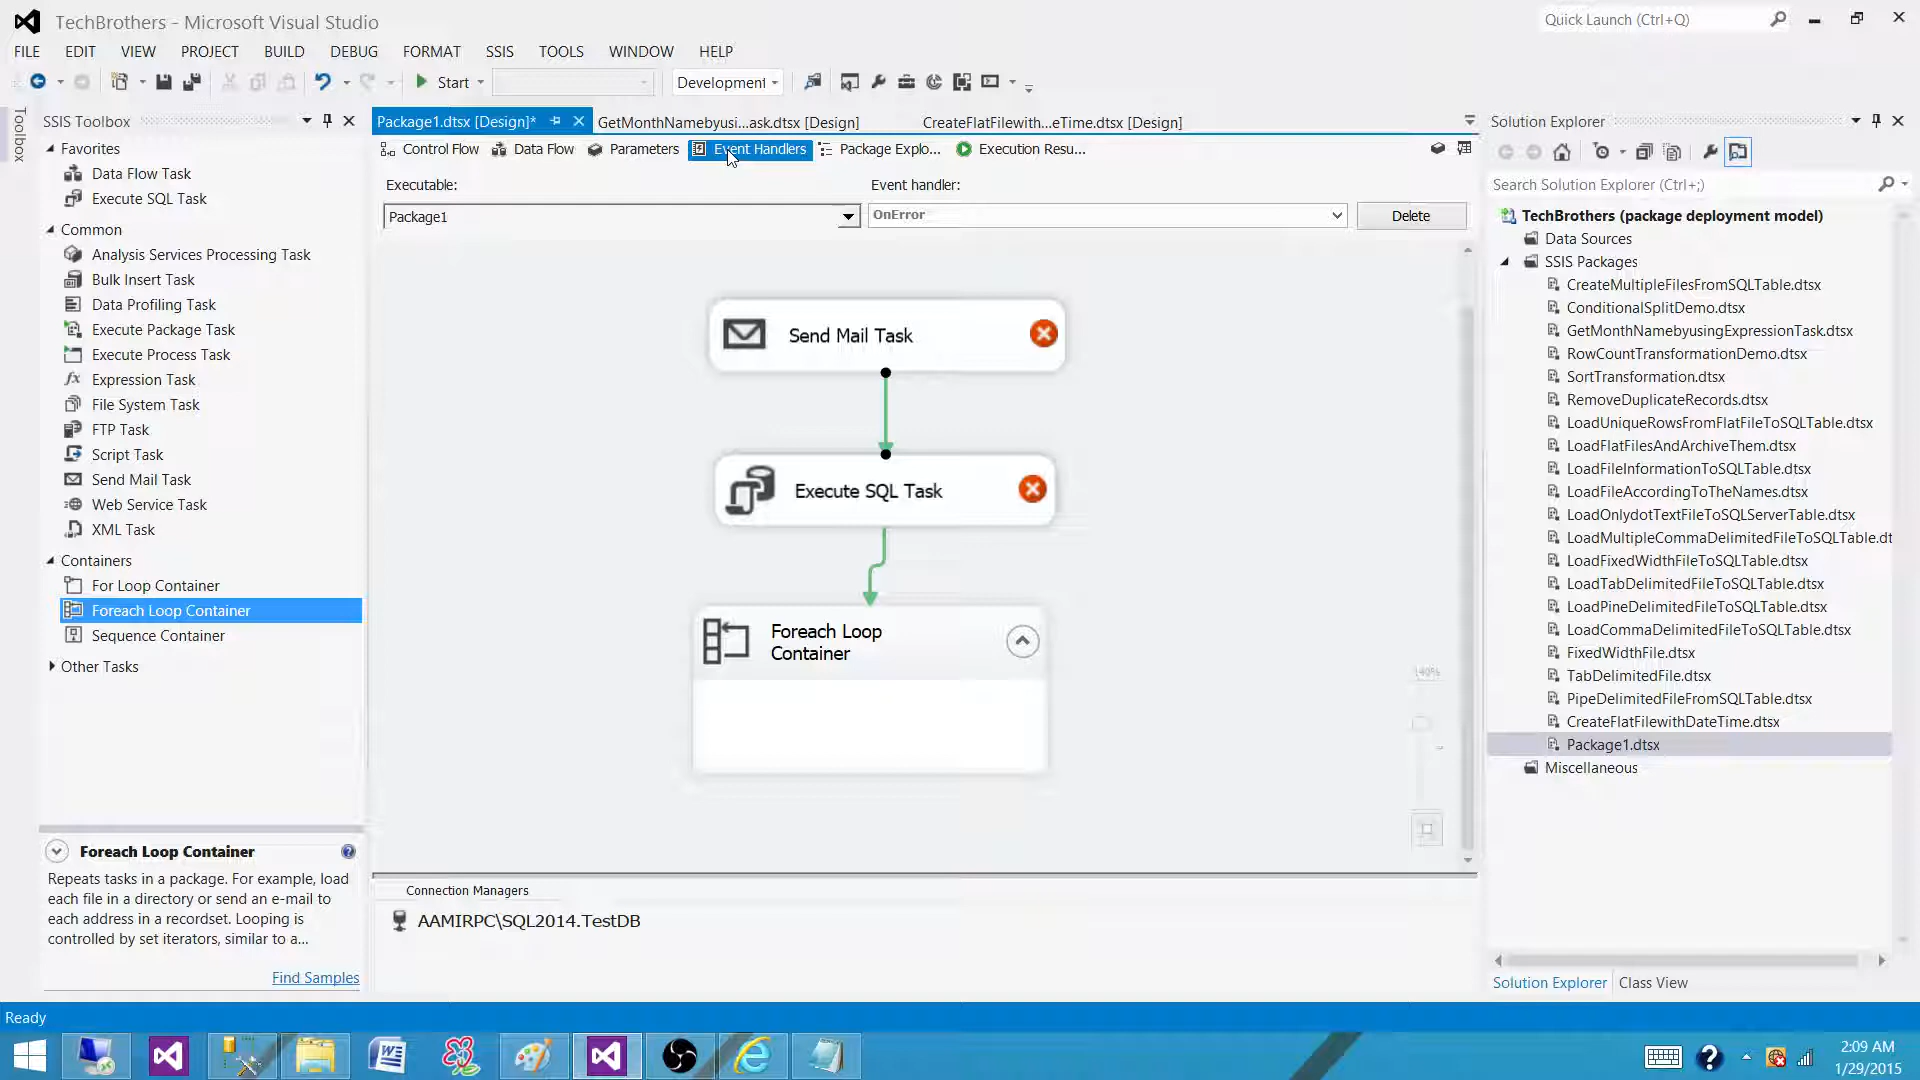 TechBrothers - Microsoft Visual Studio
Quick Launch (Ctrl+Q)
FILE EDIT VIEW PROJECT BUILD DEBUG FORMAT SSIS TOOLS WINDOW HELP
Start
Development
Toolbox
SSIS Toolbox
Favorites
Data Flow Task
Execute SQL Task
Common
Analysis Services Processing Task
Bulk Insert Task
Data Profiling Task
Execute Package Task
Execute Process Task
Expression Task
File System Task
FTP Task
Script Task
Send Mail Task
Web Service Task
XML Task
Containers
For Loop Container
Foreach Loop Container
Sequence Container
Other Tasks
Foreach Loop Container
Repeats tasks in a package. For example, load
each file in a directory or send an e-mail to
each address in a recordset. Looping is
controlled by set iterators, similar to a...
Find Samples
Package1.dtsx [Design]* GetMonthNamebyusi...ask.dtsx [Design] CreateFlatFilewith...eTime.dtsx [Design]
Control Flow Data Flow Parameters Event Handlers Package Explo... Execution Resu...
Executable: Event handler:
Package1 OnError Delete
Send Mail Task
Execute SQL Task
Foreach Loop
Container
140%
Connection Managers
AAMIRPC\SQL2014.TestDB
Solution Explorer
Search Solution Explorer (Ctrl+;)
TechBrothers (package deployment model)
Data Sources
SSIS Packages
CreateMultipleFilesFromSQLTable.dtsx
ConditionalSplitDemo.dtsx
GetMonthNamebyusingExpressionTask.dtsx
RowCountTransformationDemo.dtsx
SortTransformation.dtsx
RemoveDuplicateRecords.dtsx
LoadUniqueRowsFromFlatFileToSQLTable.dtsx
LoadFlatFilesAndArchiveThem.dtsx
LoadFileInformationToSQLTable.dtsx
LoadFileAccordingToTheNames.dtsx
LoadOnlydotTextFileToSQLServerTable.dtsx
LoadMultipleCommaDelimitedFileToSQLTable.dt
LoadFixedWidthFileToSQLTable.dtsx
LoadTabDelimitedFileToSQLTable.dtsx
LoadPineDelimitedFileToSQLTable.dtsx
LoadCommaDelimitedFileToSQLTable.dtsx
FixedWidthFile.dtsx
TabDelimitedFile.dtsx
PipeDelimitedFileFromSQLTable.dtsx
CreateFlatFilewithDateTime.dtsx
Package1.dtsx
Miscellaneous
Solution Explorer Class View
Ready
2:09 AM
1/29/2015